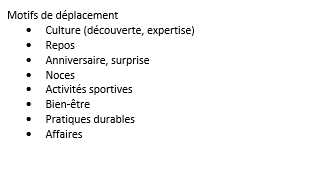 Motifs de déplacement
• Culture (découverte, expertise)
• Repos
• Anniversaire, surprise
• Noces
• Activités sportives
• Bien-être
• Pratiques durables
• Affaires